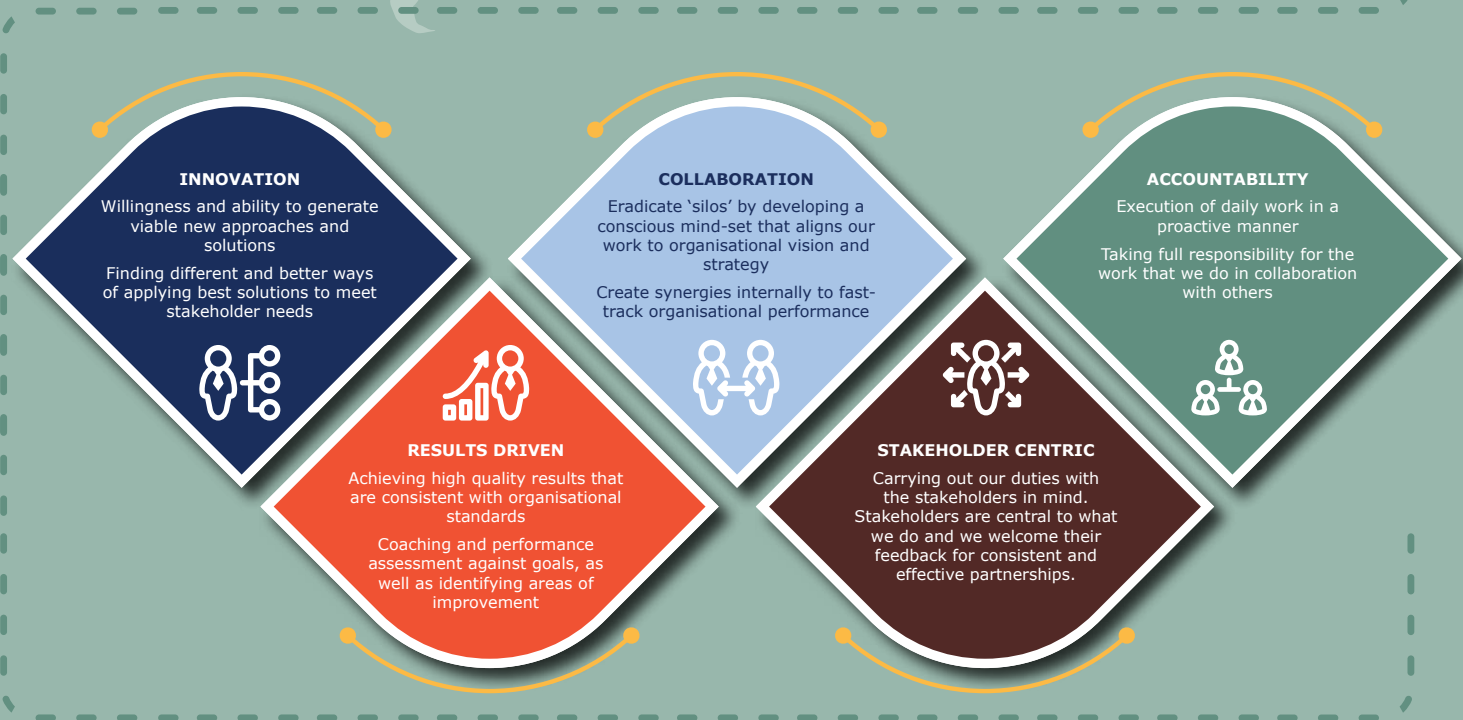 INNOVATION
Willingness and ability to generate
viable new approaches and
solutions
Finding different and better ways
of applying best solutions to meet
stakeholder needs
RESULTS DRIVEN
Achieving high quality results that
are consistent with organisational
standards
Coaching and performance
assessment against goals, as
well as identifying areas of
improvement
COLLABORATION
Eradicate ‘silos’ by developing a
conscious mind-set that aligns our
work to organisational vision and
strategy
Create synergies internally to fast-
track organisational performance
STAKEHOLDER CENTRIC
Carrying out our duties with
the stakeholders in mind.
Stakeholders are central to what
we do and we welcome their
feedback for consistent and
effective partnerships.
ACCOUNTABILITY
Execution of daily work in a
proactive manner
Taking full responsibility for the
work that we do in collaboration
with others